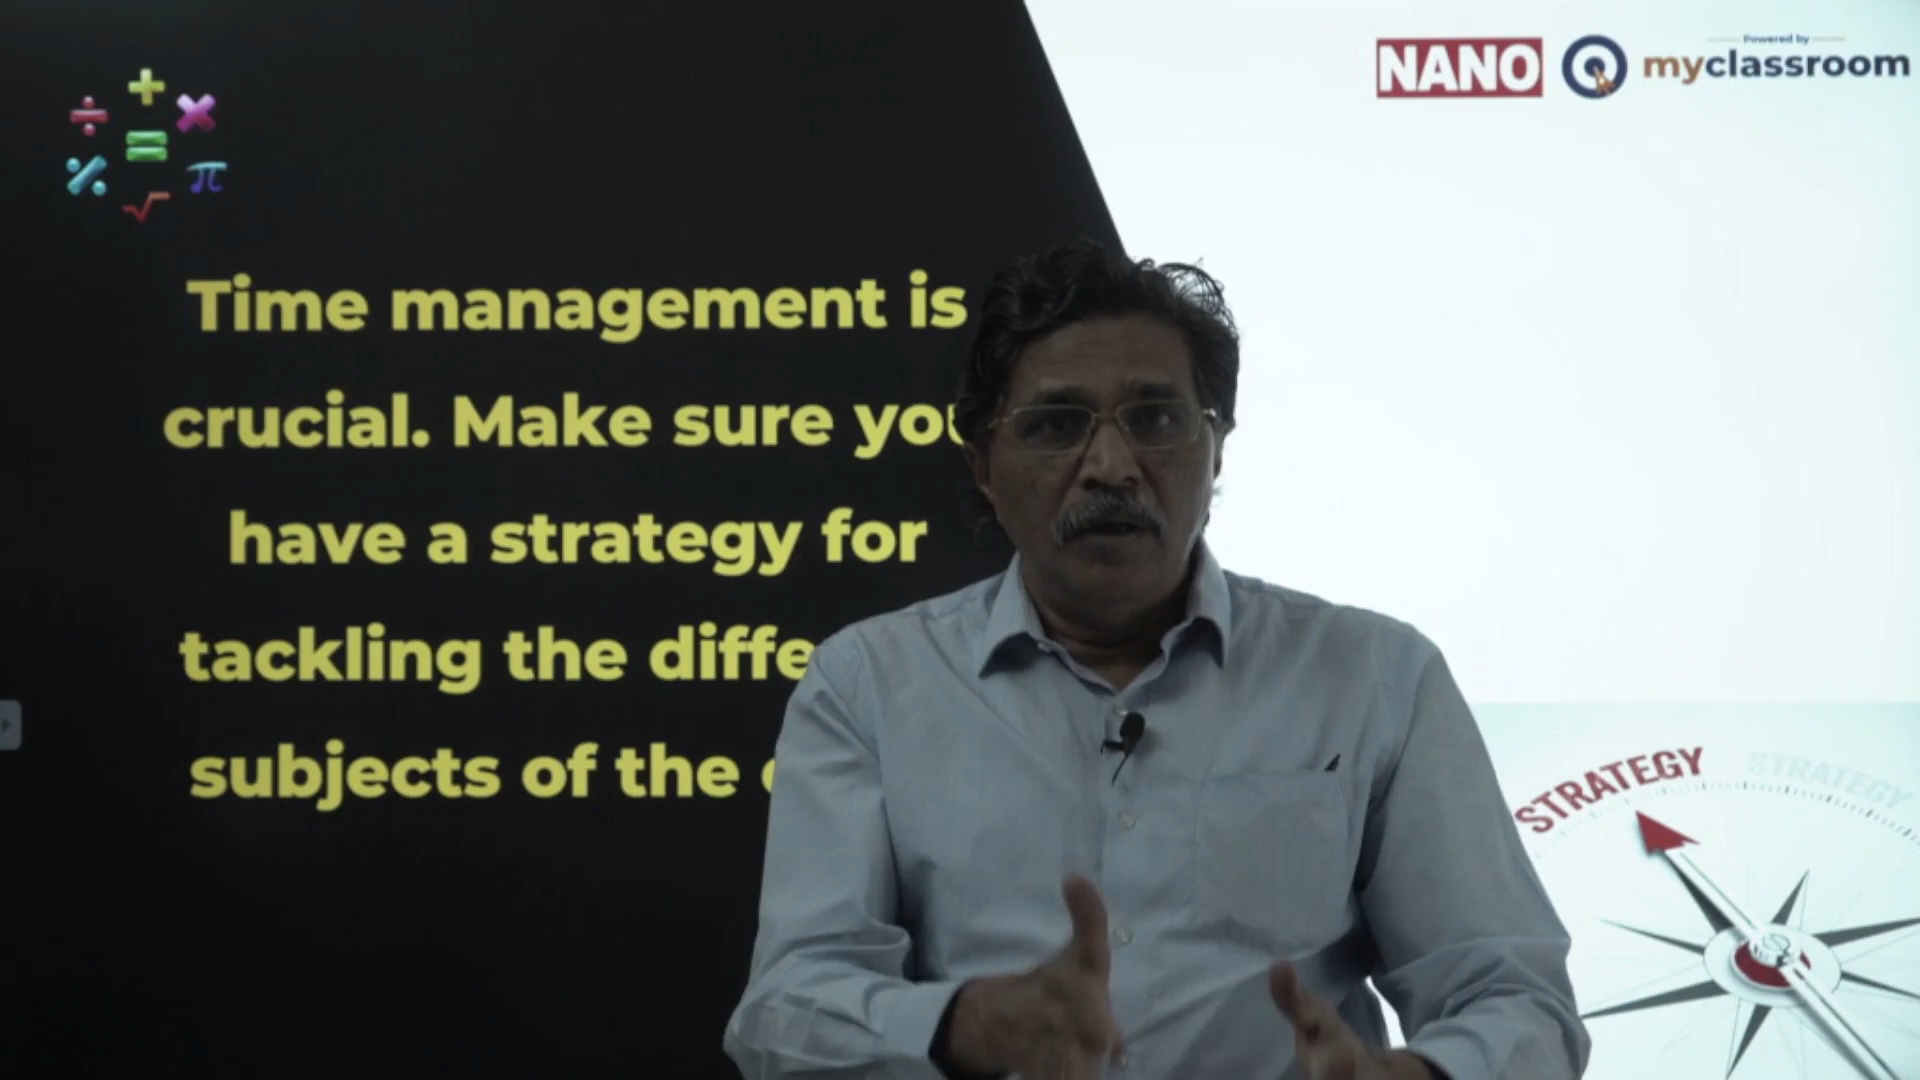 Powered by
NANO myclassroom
Time management is
crucial. Make sure you
have a strategy for
tackling the diffe
subjects of the
STRATEGY STRATEGY